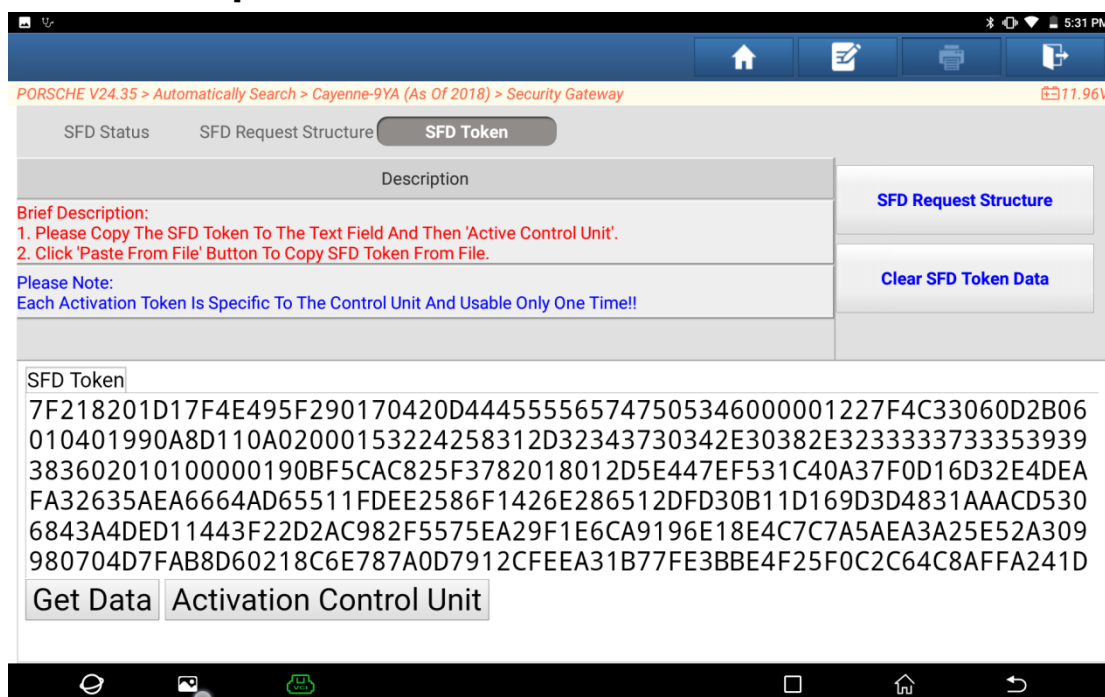 5:31 PM
PORSCHE V24.35 > Automatically Search > Cayenne-9YA (As Of 2018) > Security Gateway
11.96V
SFD Status
SFD Request Structure
SFD Token
Description
Brief Description:
1. Please Copy The SFD Token To The Text Field And Then 'Active Control Unit'.
2. Click 'Paste From File' Button To Copy SFD Token From File.
Please Note:
Each Activation Token Is Specific To The Control Unit And Usable Only One Time!!
SFD Request Structure
Clear SFD Token Data
SFD Token
7F218201D17F4E495F290170420D44455555657475053460000001227F4C33060D2B06
010401990A8D110A02000153224258312D32343730342E30382E3233333733353939
383602010100000190BF5CAC825F3782018012D5E447EF531C40A37F0D16D32E4DEA
FA32635AEA6664AD65511FDEE2586F1426E286512DFD30B11D169D3D4831AAACD530
6843A4DED11443F22D2AC982F5575EA29F1E6CA9196E18E4C7C7A5AEA3A25E52A309
980704D7FAB8D60218C6E787A0D7912CFEEA31B77FE3BBE4F25F0C2C64C8AFFA241D
Get Data
Activation Control Unit
VCI